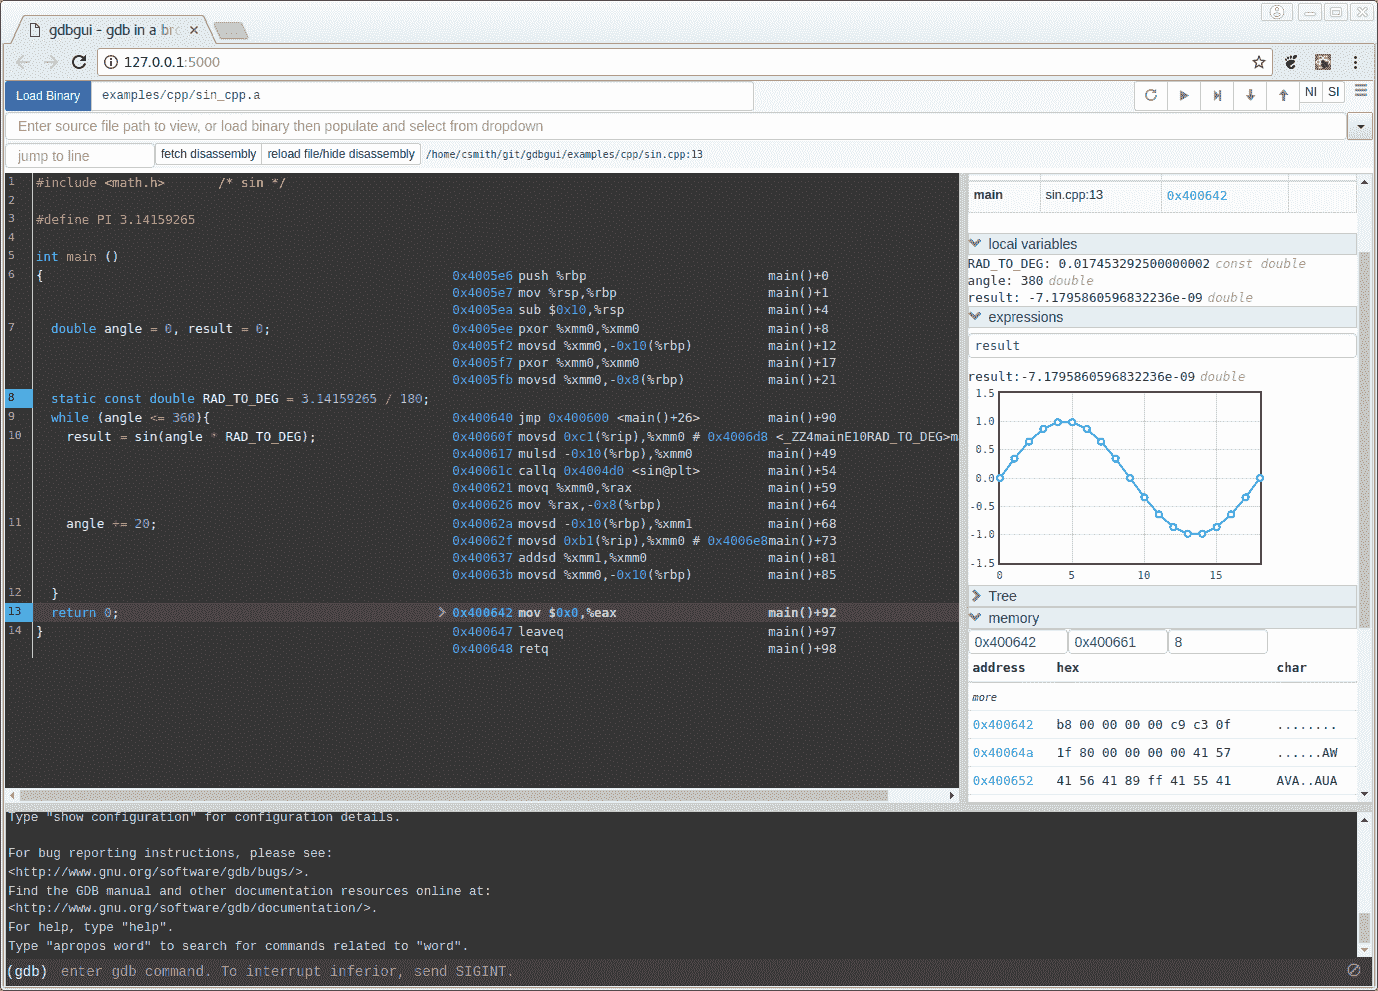 gdbgui - gdb in a bro
127.0.0.1:5000
Load Binary examples/cpp/sin_cpp.a NI SI
Enter source file path to view, or load binary then populate and select from dropdown
jump to line fetch disassembly reload file/hide disassembly /home/csmith/git/gdbgui/examples/cpp/sin.cpp:13
1 #include <math.h> /* sin */
2
3 #define PI 3.14159265
4
5 int main ()
6 { 0x4005e6 push %rbp main()+0
0x4005e7 mov %rsp,%rbp main()+1
0x4005ea sub $0x10,%rsp main()+4
7 double angle = 0, result = 0; 0x4005ee pxor %xmm0,%xmm0 main()+8
0x4005f2 movsd %xmm0,-0x10(%rbp) main()+12
0x4005f7 pxor %xmm0,%xmm0 main()+17
0x4005fb movsd %xmm0,-0x8(%rbp) main()+21
8 static const double RAD_TO_DEG = 3.14159265 / 180;
9 while (angle <= 360){ 0x400640 jmp 0x400600 <main()+26> main()+90
10 result = sin(angle * RAD_TO_DEG); 0x40060f movsd 0xc1(%rip),%xmm0 # 0x4006d8 <_ZZ4mainE10RAD_TO_DEG>m
0x400617 mulsd -0x10(%rbp),%xmm0 main()+49
0x40061c callq 0x4004d0 <sin@plt> main()+54
0x400621 movq %xmm0,%rax main()+59
0x400626 mov %rax,-0x8(%rbp) main()+64
11 angle += 20; 0x40062a movsd -0x10(%rbp),%xmm1 main()+68
0x40062f movsd 0xb1(%rip),%xmm0 # 0x4006e8main()+73
0x400637 addsd %xmm1,%xmm0 main()+81
0x40063b movsd %xmm0,-0x10(%rbp) main()+85
12 }
13 return 0; 0x400642 mov $0x0,%eax main()+92
14 } 0x400647 leaveq main()+97
0x400648 retq main()+98
main sin.cpp:13 0x400642
local variables
RAD_TO_DEG: 0.017453292500000002 const double
angle: 380 double
result: -7.1795860596832236e-09 double
expressions
result
result:-7.1795860596832236e-09 double
1.5
1.0
0.5
0.0
-0.5
-1.0
-1.5
0 5 10 15
Tree
memory
0x400642 0x400661 8
address hex char
more
0x400642 b8 00 00 00 00 c9 c3 0f ........
0x40064a 1f 80 00 00 00 00 41 57 ......AW
0x400652 41 56 41 89 ff 41 55 41 AVA..AUA
Type "show configuration" for configuration details.
For bug reporting instructions, please see:
<http://www.gnu.org/software/gdb/bugs/>.
Find the GDB manual and other documentation resources online at:
<http://www.gnu.org/software/gdb/documentation/>.
For help, type "help".
Type "apropos word" to search for commands related to "word".
(gdb) enter gdb command. To interrupt inferior, send SIGINT.